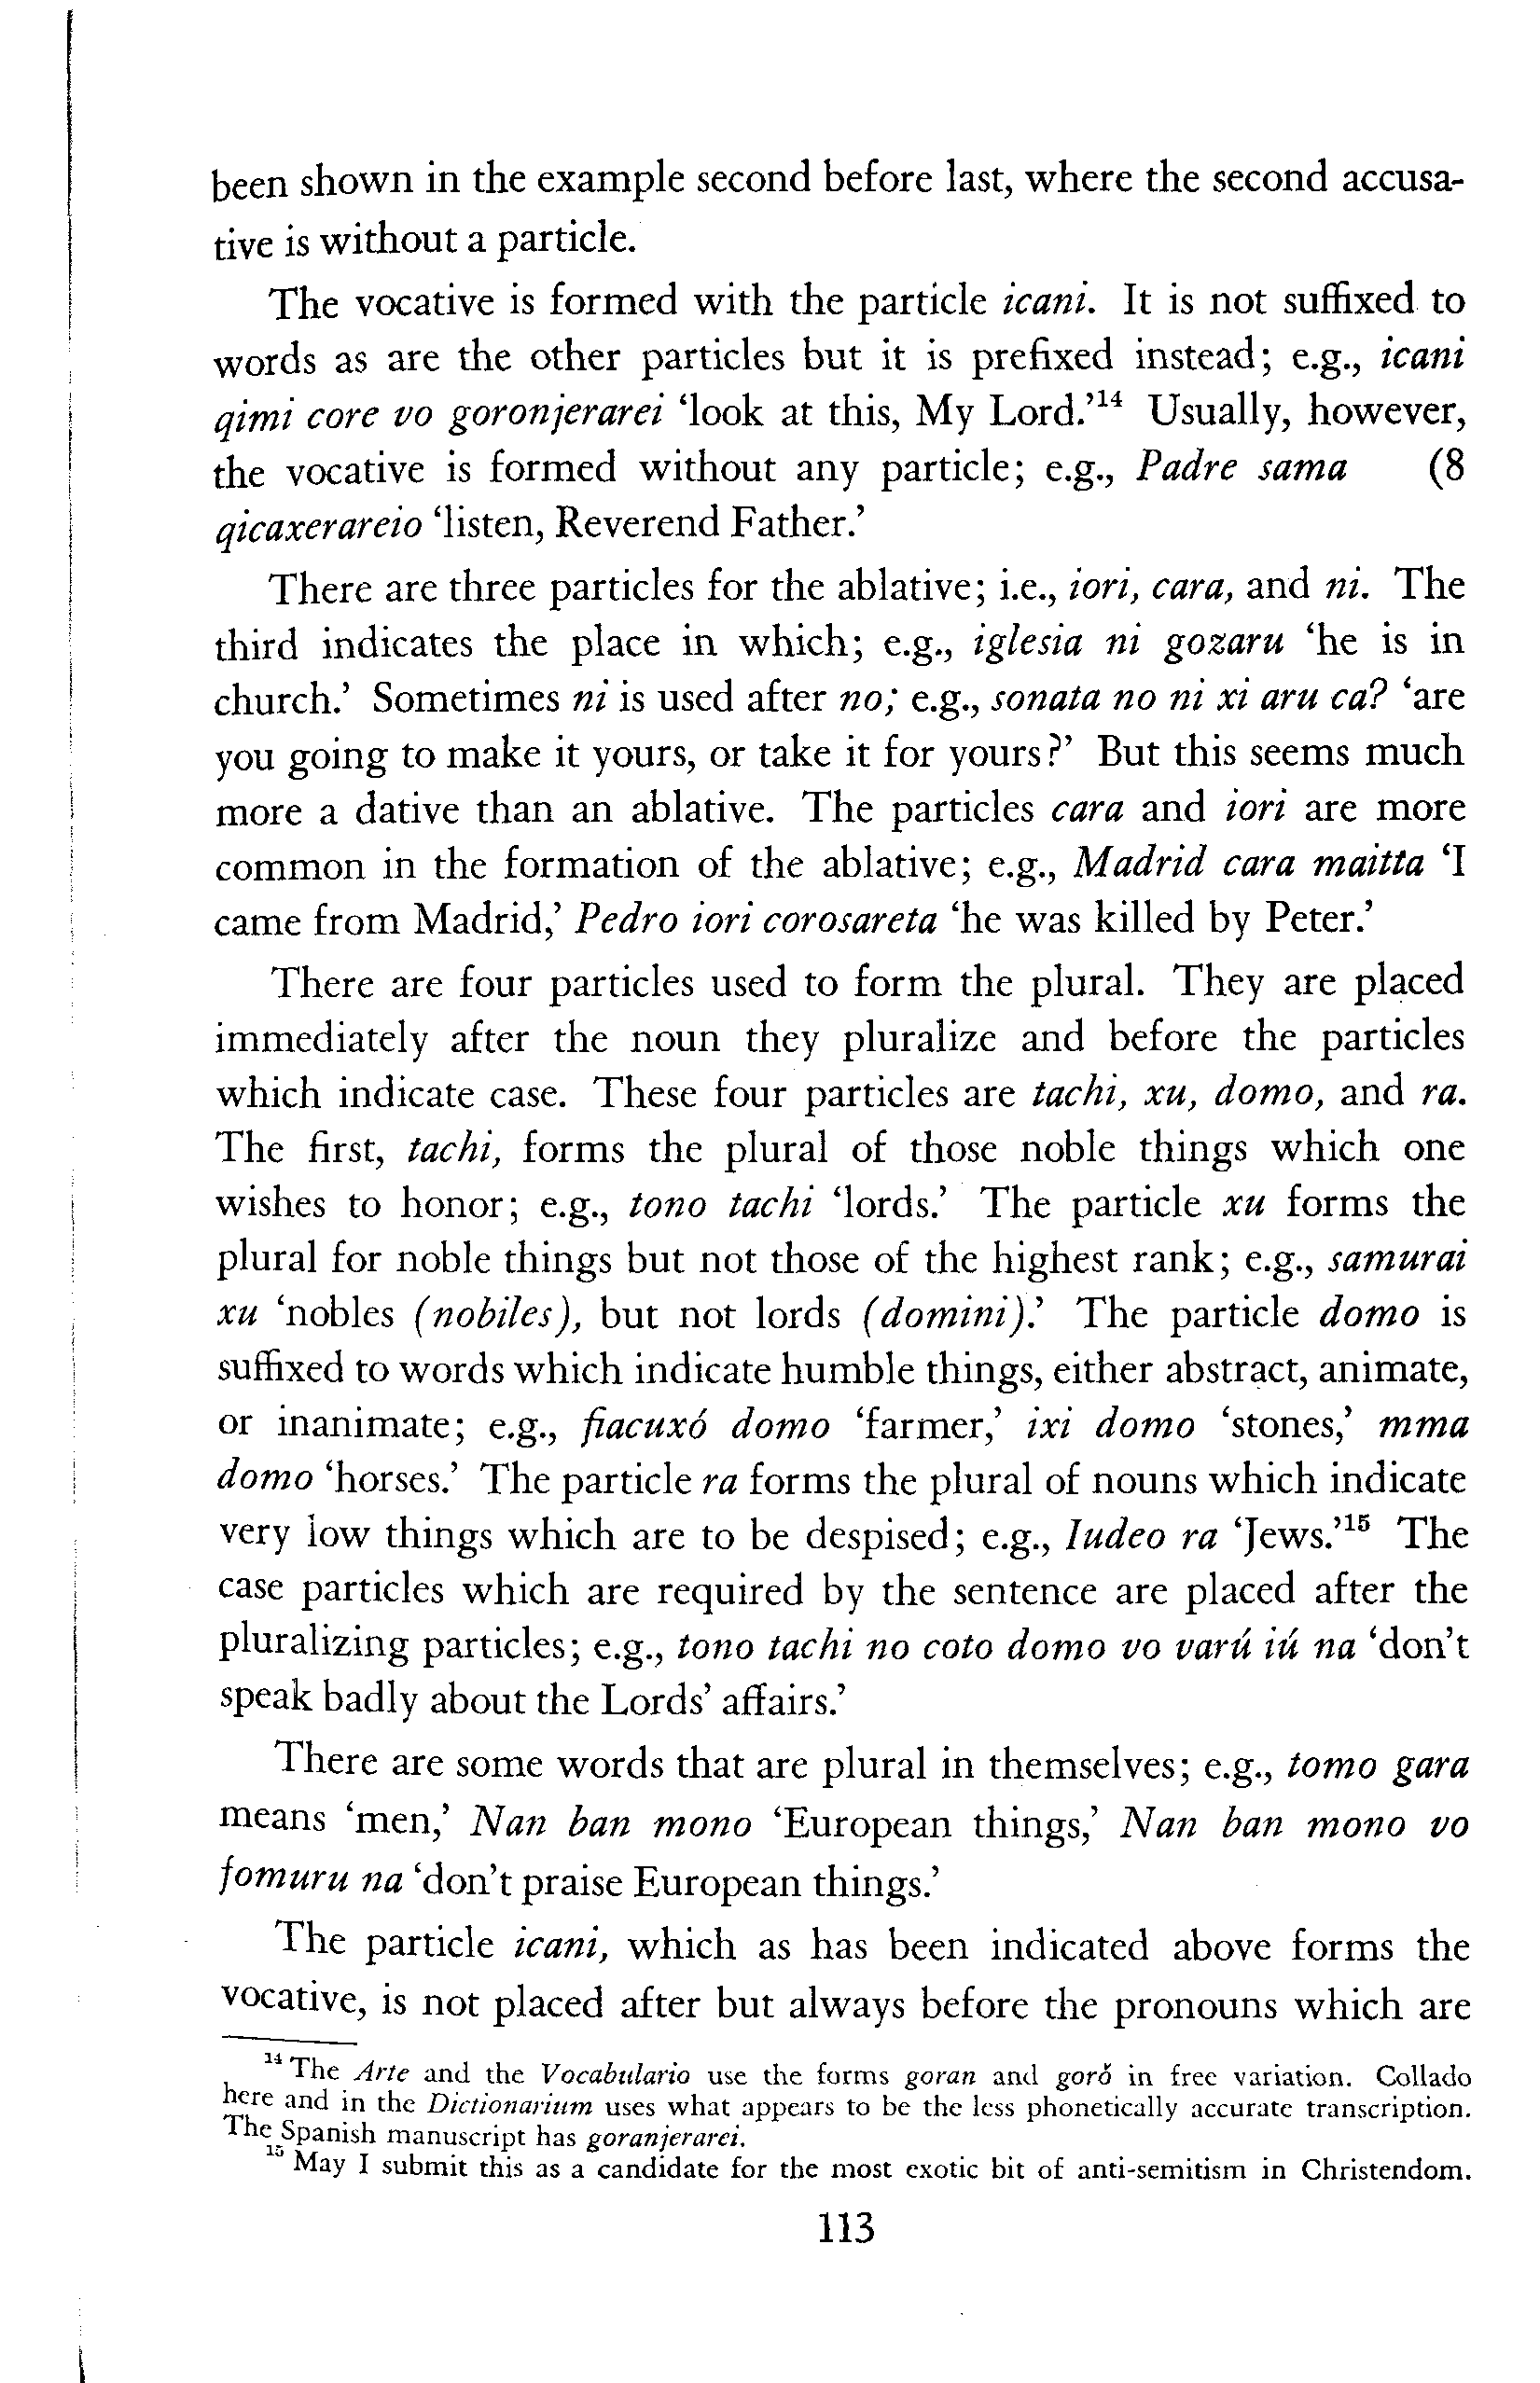 been shown in the example second before last, where the second accusa-
tive is without a particle.
The vocative is formed with the particle icani. It is not suffixed to
words as are the other particles but it is prefixed instead; e.g., icani
qimi core vo goronjerarei ‘look at this, My Lord.’14 Usually, however,
the vocative is formed without any particle; e.g., Padre sama (8
qicaxerareio ‘listen, Reverend Father.’
There are three particles for the ablative; i.e., iori, cara, and ni. The
third indicates the place in which; e.g., iglesia ni gozaru ‘he is in
church.’ Sometimes ni is used after no; e.g., sonata no ni xi aru ca? ‘are
you going to make it yours, or take it for yours?’ But this seems much
more a dative than an ablative. The particles cara and iori are more
common in the formation of the ablative; e.g., Madrid cara maitta ‘I
came from Madrid,’ Pedro iori corosareta ‘he was killed by Peter.’
There are four particles used to form the plural. They are placed
immediately after the noun they pluralize and before the particles
which indicate case. These four particles are tachi, xu, domo, and ra.
The first, tachi, forms the plural of those noble things which one
wishes to honor; e.g., tono tachi ‘lords.’ The particle xu forms the
plural for noble things but not those of the highest rank; e.g., samurai
xu ‘nobles (nobiles), but not lords (domini).’ The particle domo is
suffixed to words which indicate humble things, either abstract, animate,
or inanimate; e.g., fiacuxó domo ‘farmer,’ ixi domo ‘stones,’ mma
domo ‘horses.’ The particle ra forms the plural of nouns which indicate
very low things which are to be despised; e.g., Iudeo ra ‘Jews.’15 The
case particles which are required by the sentence are placed after the
pluralizing particles; e.g., tono tachi no coto domo vo varú iú na ‘don’t
speak badly about the Lords’ affairs.’
There are some words that are plural in themselves; e.g., tomo gara
means ‘men,’ Nan ban mono ‘European things,’ Nan ban mono vo
fomuru na ‘don’t praise European things.’
The particle icani, which as has been indicated above forms the
vocative, is not placed after but always before the pronouns which are
14 The Arte and the Vocabulario use the forms goran and gorǒ in free variation. Collado
here and in the Dictionarium uses what appears to be the less phonetically accurate transcription.
The Spanish manuscript has goranjerarei.
15 May I submit this as a candidate for the most exotic bit of anti-semitism in Christendom.
113